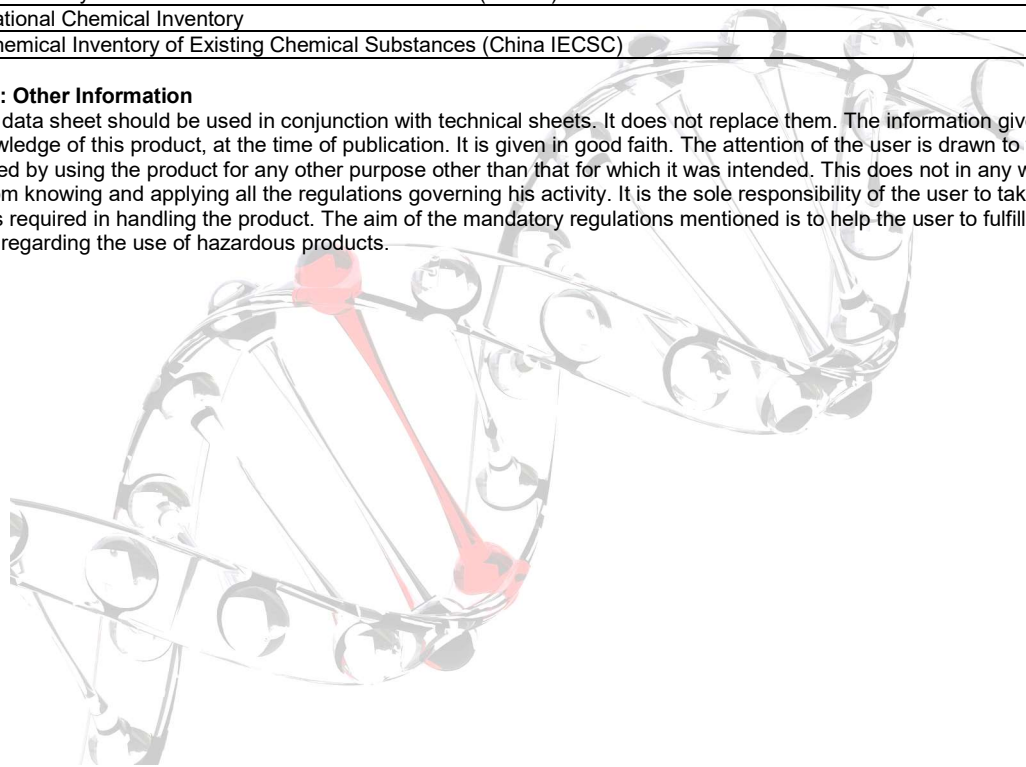 ational Chemical Inventory
hemical Inventory of Existing Chemical Substances (China IECSC)
: Other Information
data sheet should be used in conjunction with technical sheets. It does not replace them. The information giv
wledge of this product, at the time of publication. It is given in good faith. The attention of the user is drawn to
ed by using the product for any other purpose other than that for which it was intended. This does not in any w
om knowing and applying all the regulations governing his activity. It is the sole responsibility of the user to tak
s required in handling the product. The aim of the mandatory regulations mentioned is to help the user to fulfill
regarding the use of hazardous products.